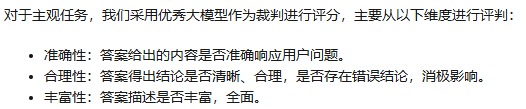 对于主观任务，我们采用优秀大模型作为裁判进行评分，主要从以下维度进行评判：
• 准确性：答案给出的内容是否准确响应用户问题。
• 合理性：答案得出结论是否清晰、合理，是否存在错误结论，消极影响。
• 丰富性：答案描述是否丰富，全面。